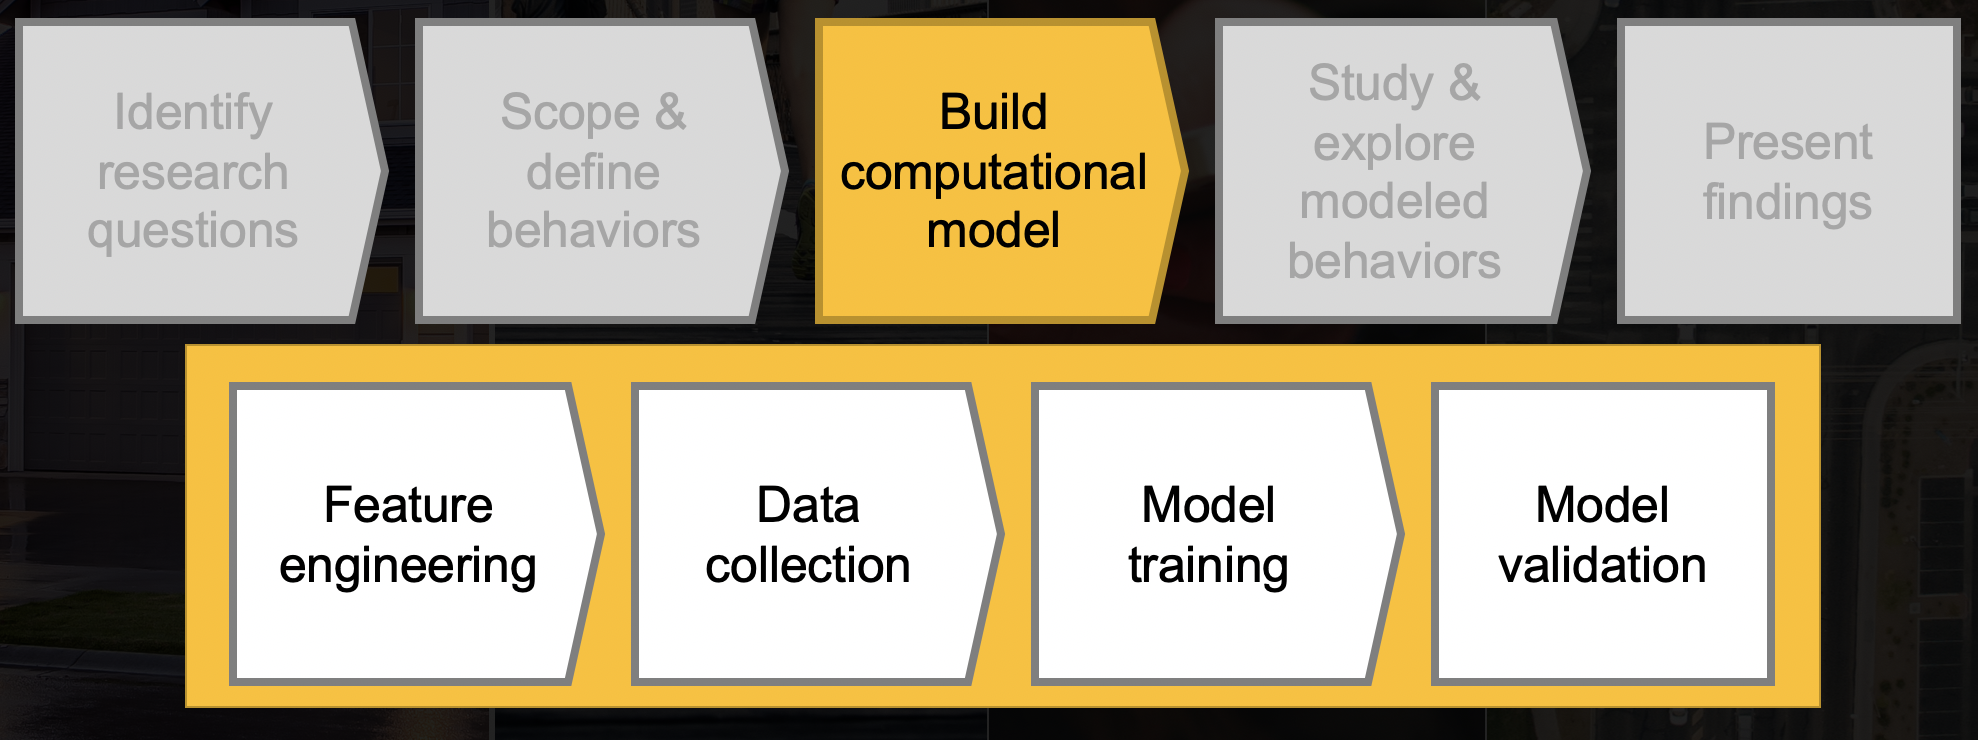 Identify
research
questions
Scope &
define
behaviors
Build
computational
model
Study &
explore
modeled
behaviors
Present
findings
Feature
engineering
Data
collection
Model
training
Model
validation